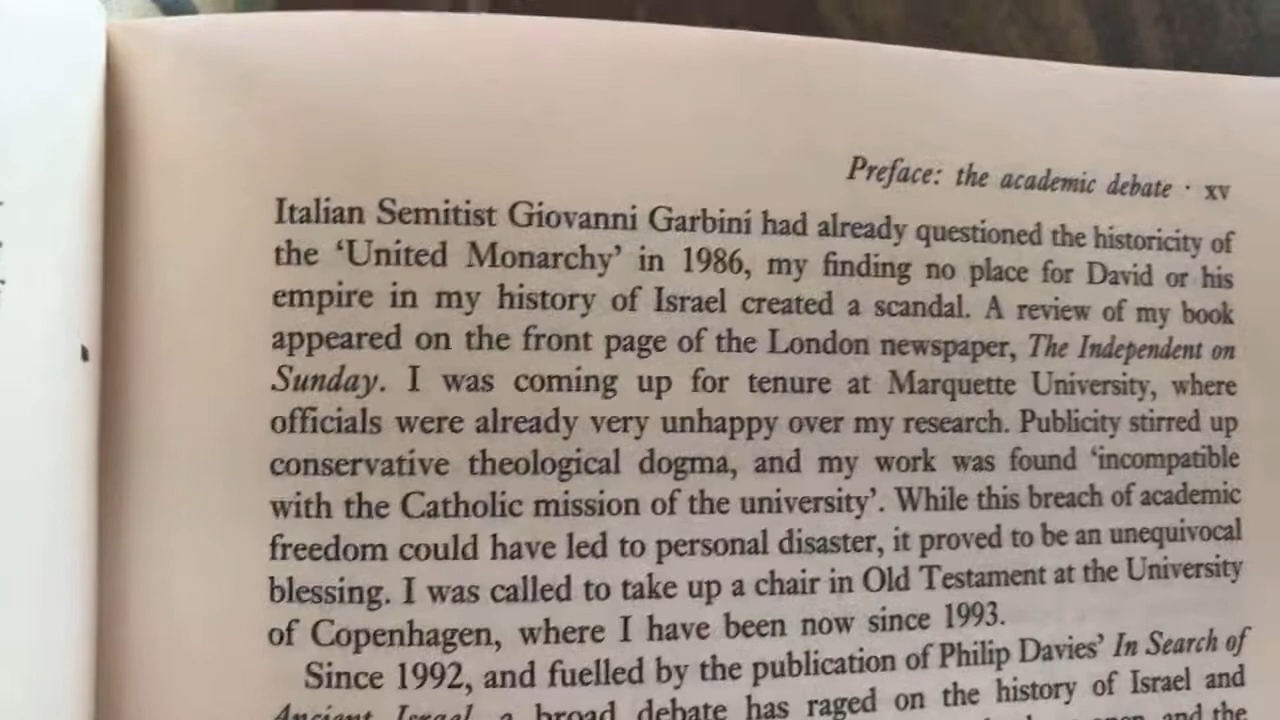 Preface: the academic debate · xv
Italian Semitist Giovanni Garbini had already questioned the historicity of
the ‘United Monarchy’ in 1986, my finding no place for David or his
empire in my history of Israel created a scandal. A review of my book
appeared on the front page of the London newspaper, The Independent on
Sunday. I was coming up for tenure at Marquette University, where
officials were already very unhappy over my research. Publicity stirred up
conservative theological dogma, and my work was found ‘incompatible
with the Catholic mission of the university’. While this breach of academic
freedom could have led to personal disaster, it proved to be an unequivocal
blessing. I was called to take up a chair in Old Testament at the University
of Copenhagen, where I have been now since 1993.
Since 1992, and fuelled by the publication of Philip Davies’ In Search of
Ancient Israel, a broad debate has raged on the history of Israel and
and the